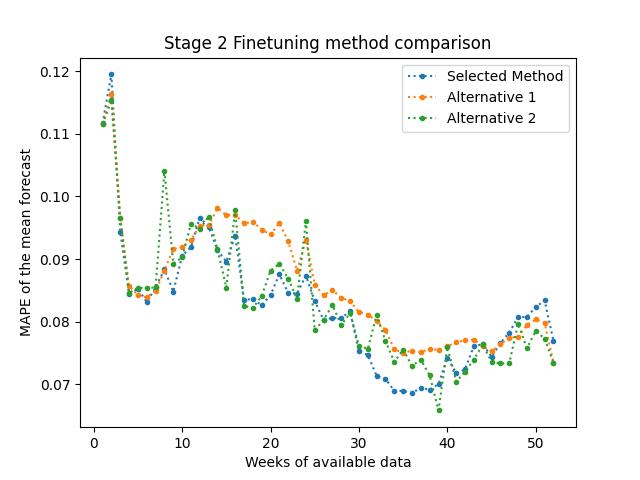 Stage 2 Finetuning method comparison
Selected Method
Alternative 1
Alternative 2
MAPE of the mean forecast
0.12
0.11
0.10
0.09
0.08
0.07
0
10
20
30
40
50
Weeks of available data